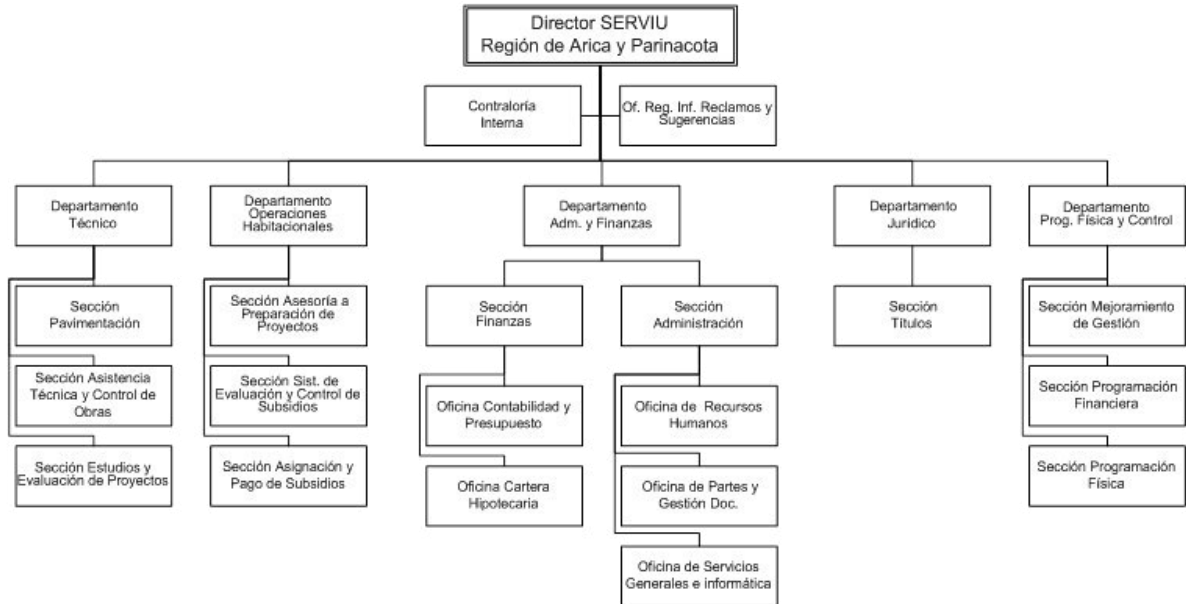 Director SERVIU
Región de Arica y Parinacota
Contraloría
Interna
Of. Reg. Inf. Reclamos y
Sugerencias
Departamento
Técnico
Departamento
Operaciones
Habitacionales
Departamento
Adm. y Finanzas
Departamento
Jurídico
Departamento
Prog. Física y Control
Sección
Pavimentación
Sección Asesoría a
Preparación de
Proyectos
Sección
Finanzas
Sección
Administración
Sección
Títulos
Sección Mejoramiento
de Gestión
Sección Asistencia
Técnica y Control de
Obras
Sección Sist. de
Evaluación y Control de
Subsidios
Oficina Contabilidad y
Presupuesto
Oficina de Recursos
Humanos
Sección Programación
Financiera
Sección Estudios y
Evaluación de Proyectos
Sección Asignación y
Pago de Subsidios
Oficina Cartera
Hipotecaria
Oficina de Partes y
Gestión Doc.
Sección Programación
Física
Oficina de Servicios
Generales e informática